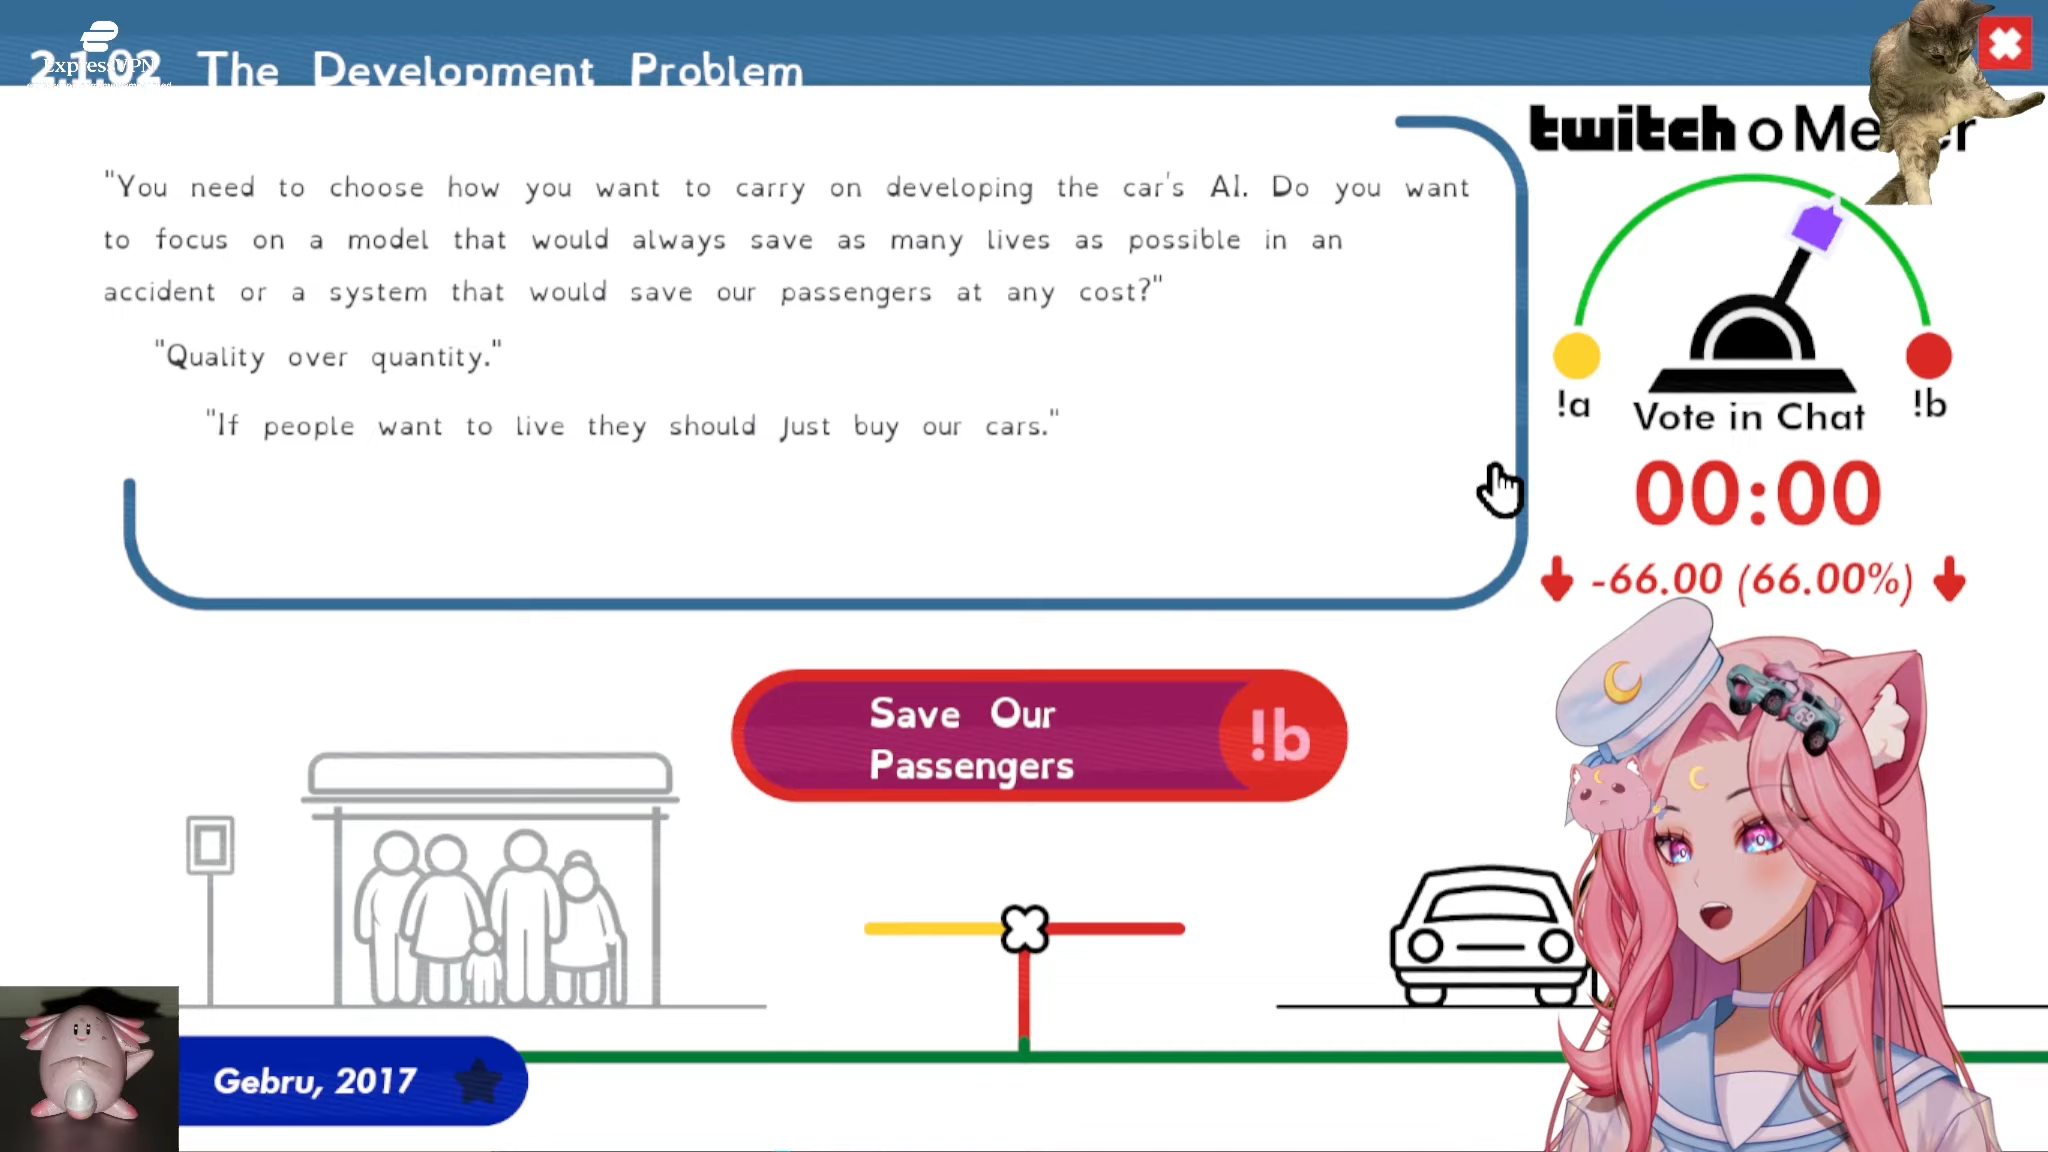 2.1.02 The Development Problem
ExpressVPN
twitch o Me
"You need to choose how you want to carry on developing the car's AI. Do you want
to focus on a model that would always save as many lives as possible in an
accident or a system that would save our passengers at any cost?"
"Quality over quantity."
"If people want to live they should just buy our cars."
!a
Vote in Chat
!b
00:00
-66.00 (66.00%)
Save Our
Passengers
!b
69
Gebru, 2017